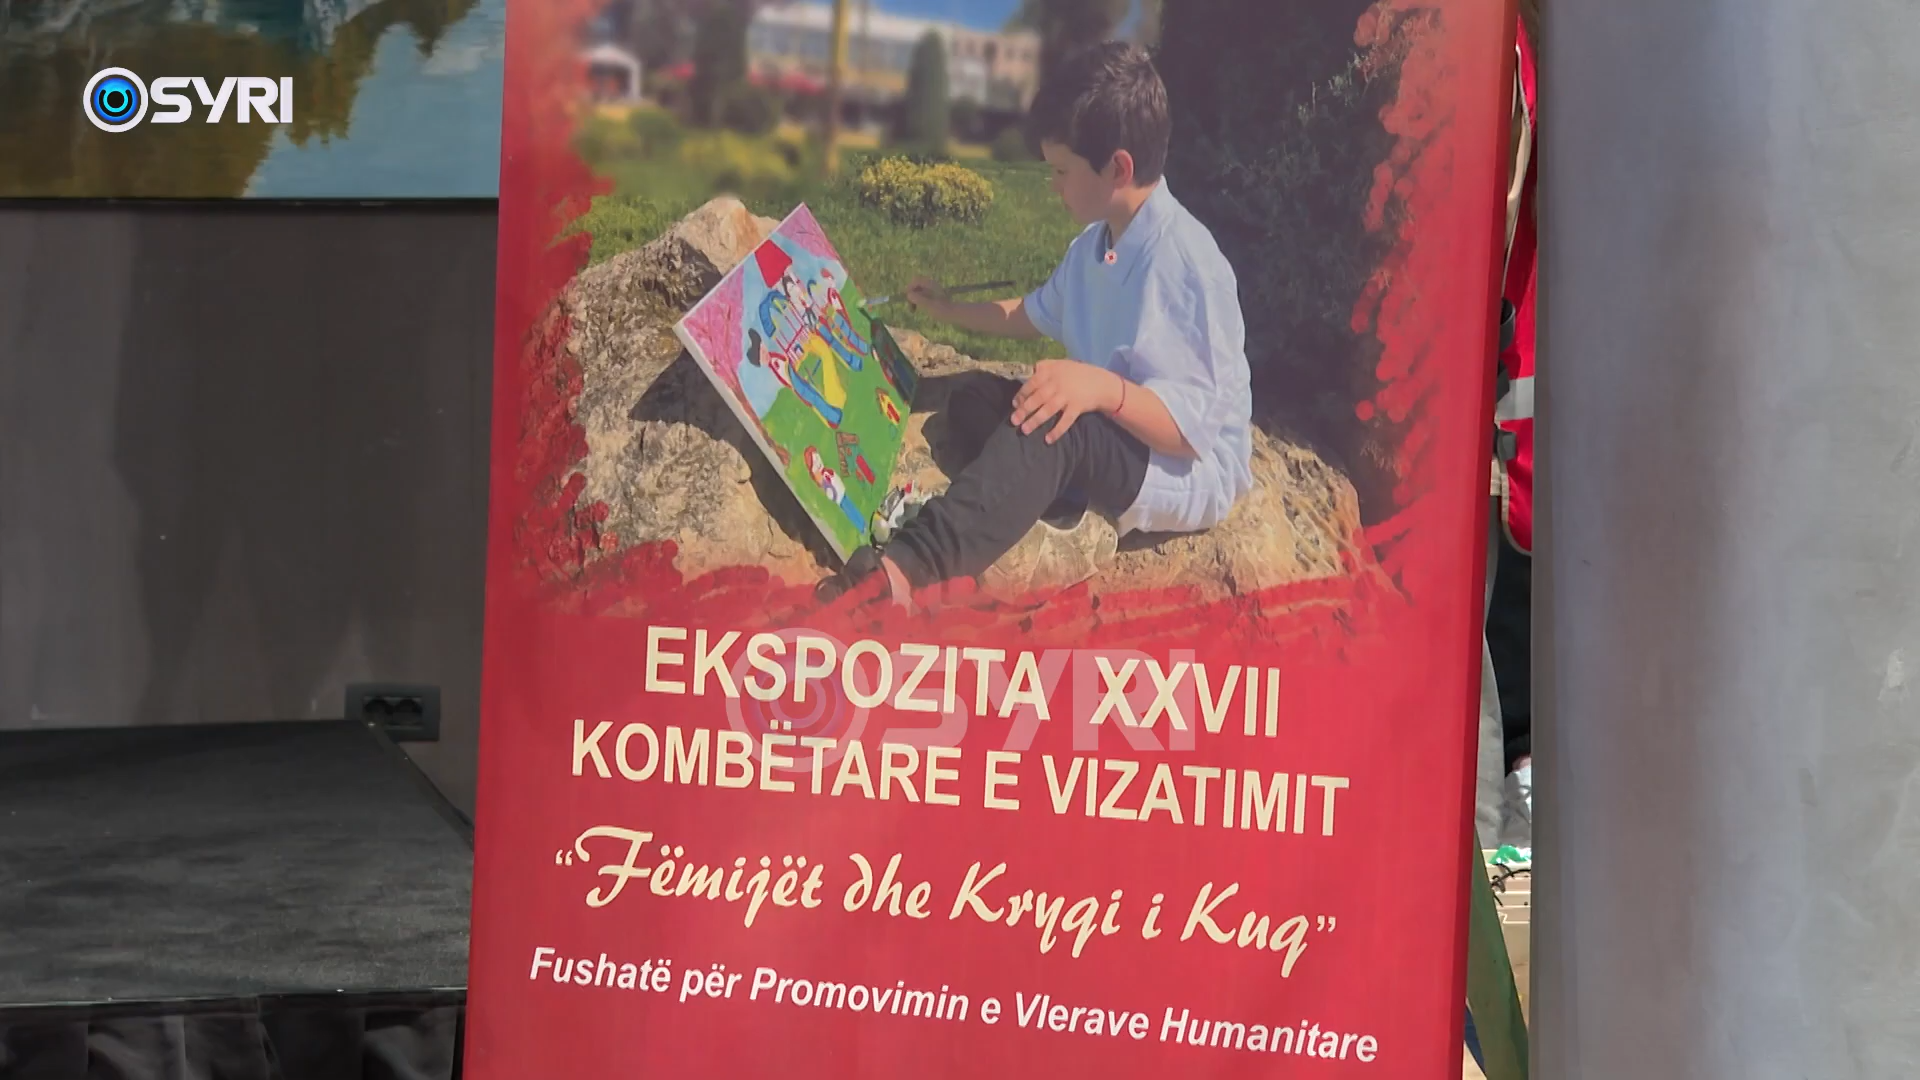 SYRI
EKSPOZITA XXVII
KOMBËTARE E VIZATIMIT
“Fëmijët dhe Kryqi i Kuq”
Fushatë për Promovimin e Vlerave Humanitare
SYRI